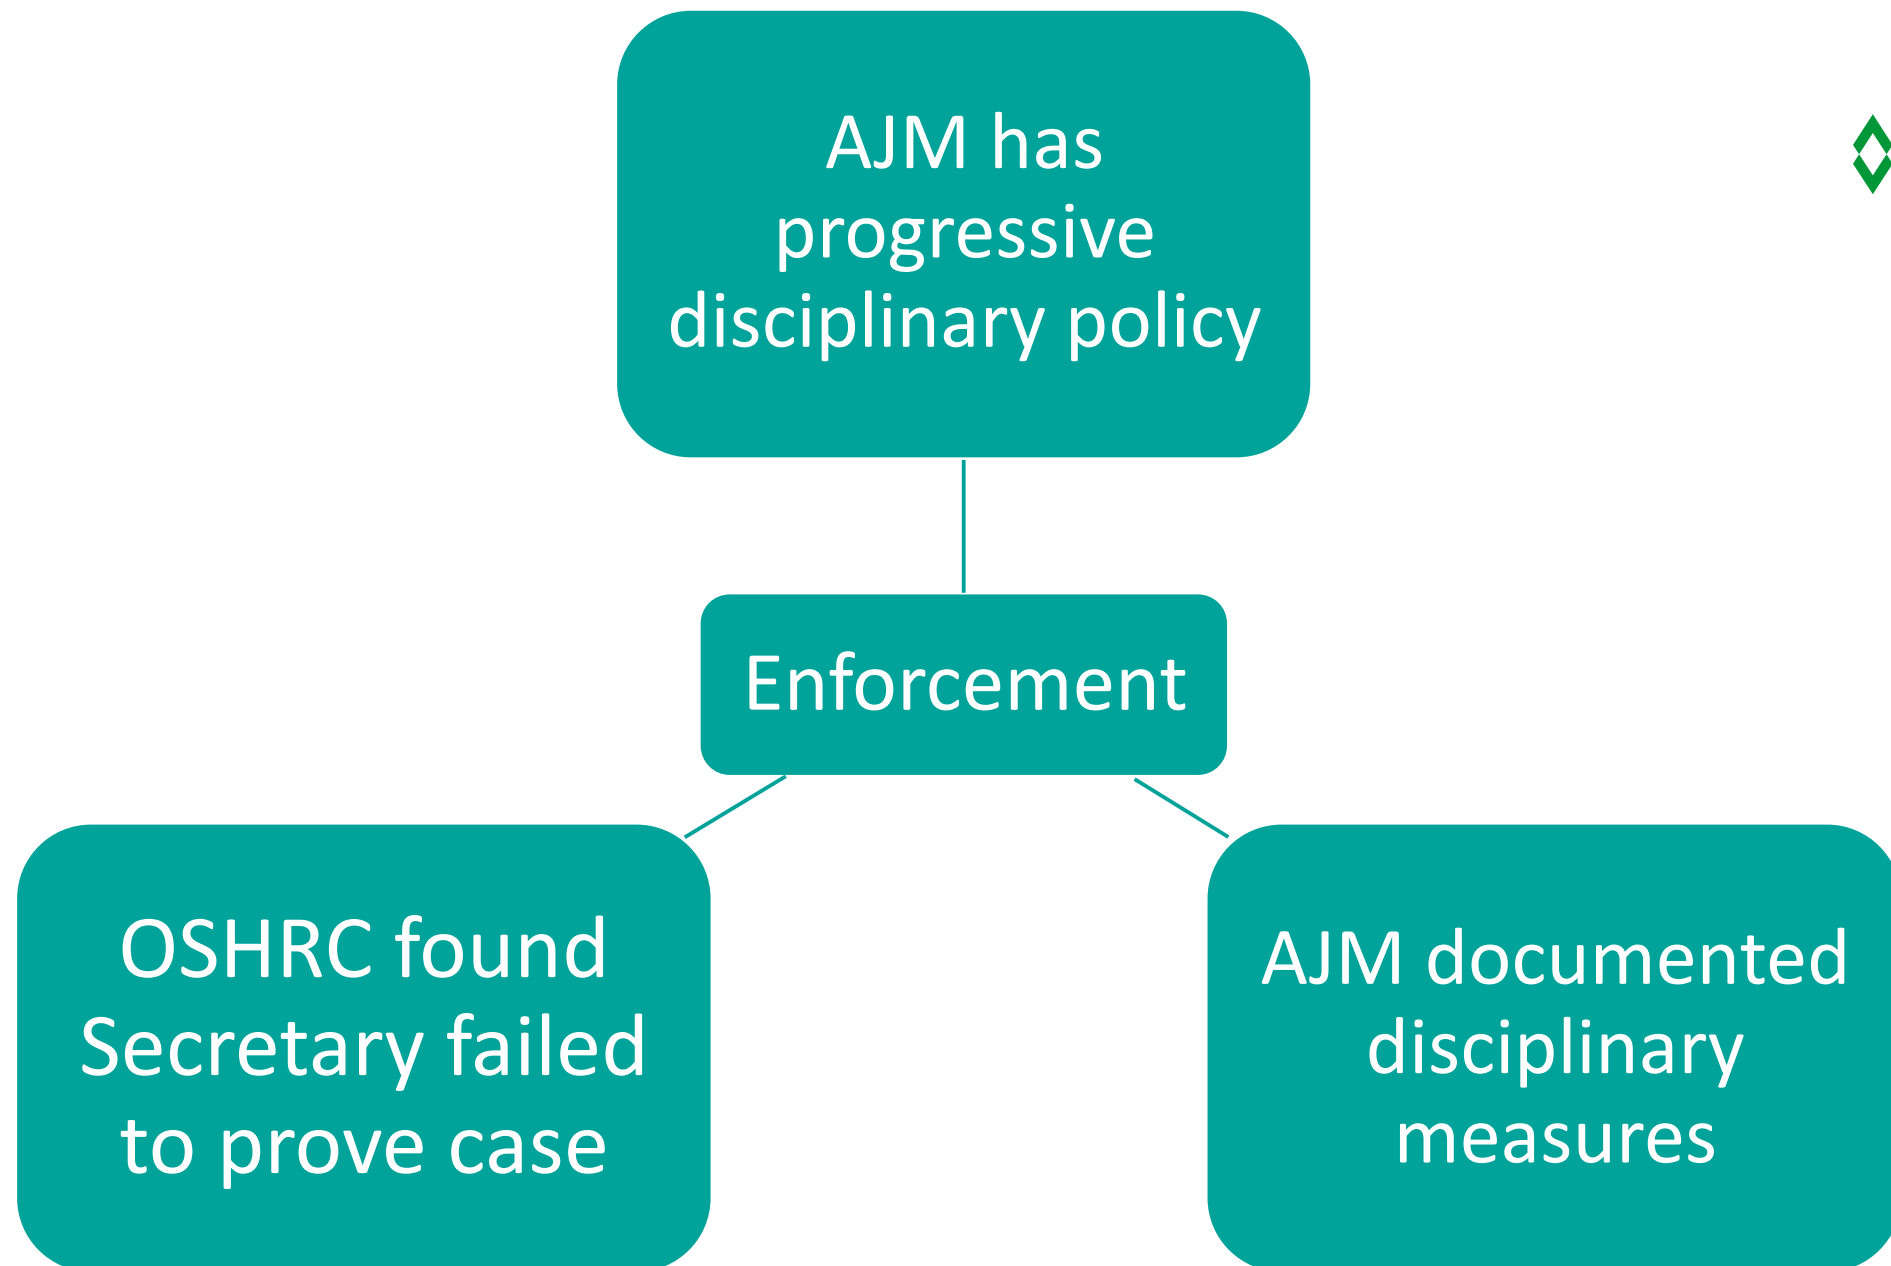 AJM has
progressive
disciplinary policy
Enforcement
OSHRC found
Secretary failed
to prove case
AJM documented
disciplinary
measures